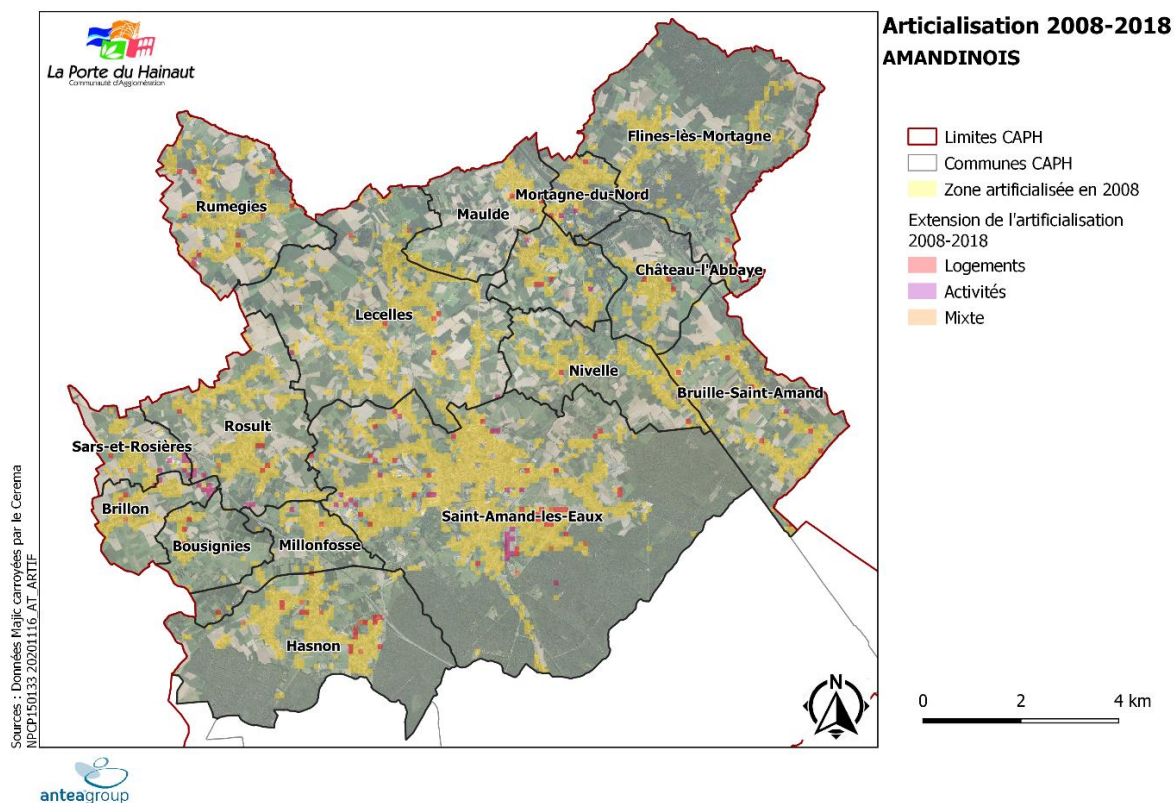 La Porte du Hainaut
Communauté d'Agglomération
Articialisation 2008-2018
AMANDINOIS
Limites CAPH
Communes CAPH
Zone artificialisée en 2008
Extension de l'artificialisation
2008-2018
Logements
Activités
Mixte
Flines-lès-Mortagne
Mortagne-du-Nord
Rumegies
Maulde
Château-l'Abbaye
Lecelles
Nivelle
Bruille-Saint-Amand
Rosult
Sars-et-Rosières
Brillon
Saint-Amand-les-Eaux
Bousignies
Millonfosse
Hasnon
N
0 2 4 km
Sources : Données Majic carroyées par le Cerema
NPCP150133_20201116_AT_ARTIF
anteagroup